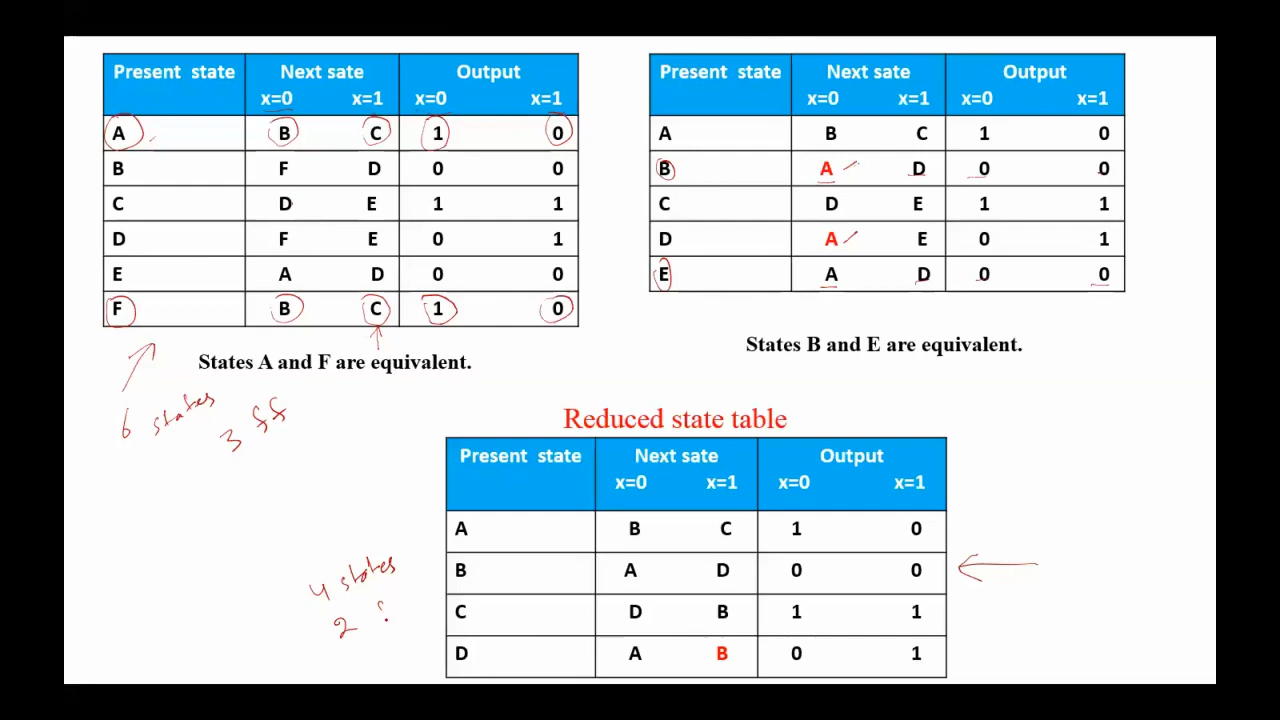 Present state Next sate Output
x=0 x=1 x=0 x=1
A B C 1 0
B F D 0 0
C D E 1 1
D F E 0 1
E A D 0 0
F B C 1 0
States A and F are equivalent.
6 states
3 ff
Present state Next sate Output
x=0 x=1 x=0 x=1
A B C 1 0
B A D 0 0
C D E 1 1
D A E 0 1
E A D 0 0
States B and E are equivalent.
Reduced state table
Present state Next sate Output
x=0 x=1 x=0 x=1
A B C 1 0
B A D 0 0
C D B 1 1
D A B 0 1
4 states
2